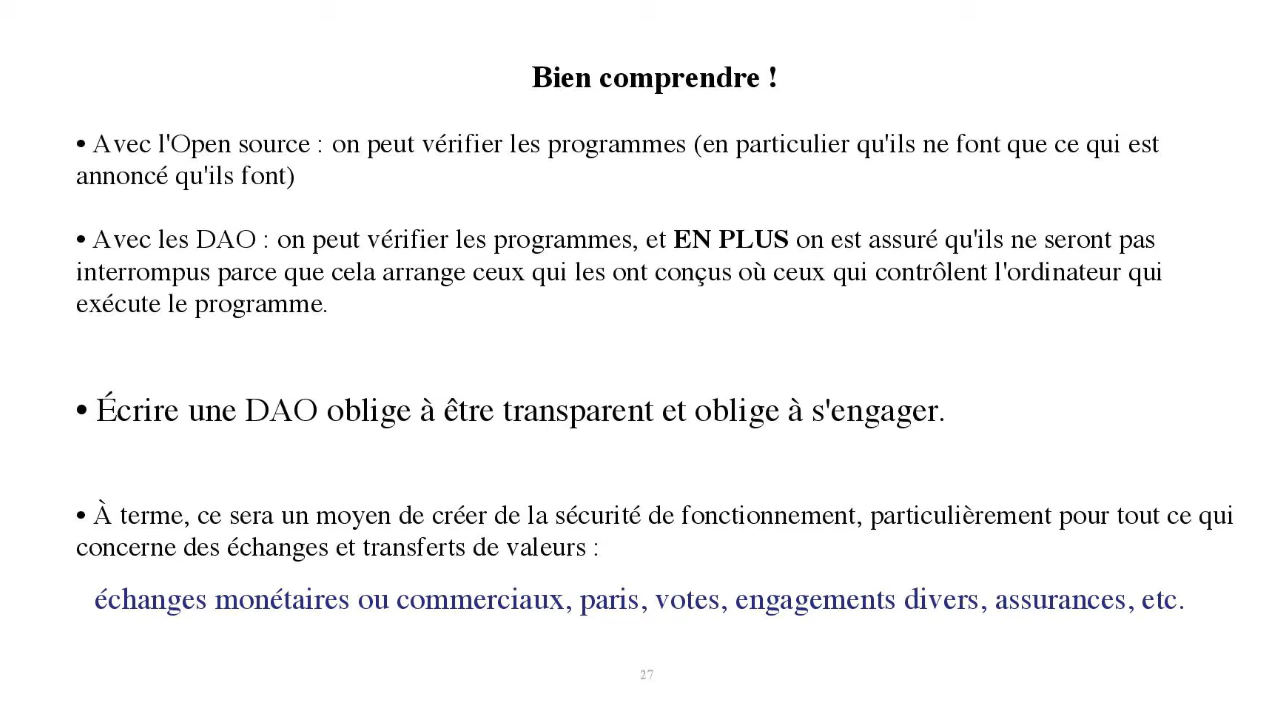 Bien comprendre !
• Avec l'Open source : on peut vérifier les programmes (en particulier qu'ils ne font que ce qui est
annoncé qu'ils font)
• Avec les DAO : on peut vérifier les programmes, et EN PLUS on est assuré qu'ils ne seront pas
interrompus parce que cela arrange ceux qui les ont conçus où ceux qui contrôlent l'ordinateur qui
exécute le programme.
• Écrire une DAO oblige à être transparent et oblige à s'engager.
• À terme, ce sera un moyen de créer de la sécurité de fonctionnement, particulièrement pour tout ce qui
concerne des échanges et transferts de valeurs :
échanges monétaires ou commerciaux, paris, votes, engagements divers, assurances, etc.
27